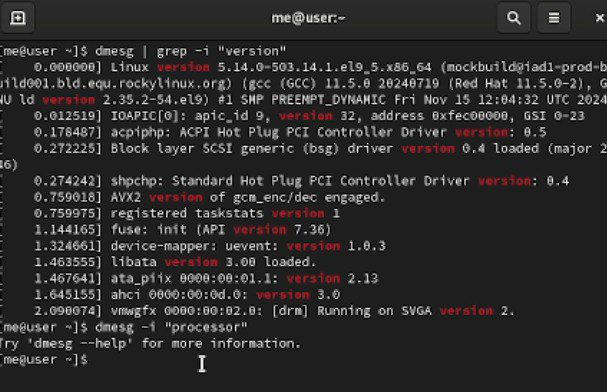 me@user:~
[me@user ~]$ dmesg | grep -i "version"
0.000000] Linux version 5.14.0-503.14.1.el9_5.x86_64 (mockbuild@iad1-prod-b
uild001.bld.equ.rockylinux.org) (gcc (GCC) 11.5.0 20240719 (Red Hat 11.5.0-2), G
NU ld version 2.35.2-54.el9) #1 SMP PREEMPT_DYNAMIC Fri Nov 15 12:04:32 UTC 2024
0.012519] IOAPIC[0]: apic_id 9, version 32, address 0xfec00000, GSI 0-23
0.178487] acpiphp: ACPI Hot Plug PCI Controller Driver version: 0.5
0.272225] Block layer SCSI generic (bsg) driver version 0.4 loaded (major 2
46)
0.274242] shpchp: Standard Hot Plug PCI Controller Driver version: 0.4
0.759018] AVX2 version of gcm_enc/dec engaged.
0.759975] registered taskstats version 1
1.144165] fuse: init (API version 7.36)
1.324661] device-mapper: uevent: version 1.0.3
1.463555] libata version 3.00 loaded.
1.467641] ata_piix 0000:00:01.1: version 2.13
1.645155] ahci 0000:00:0d.0: version 3.0
2.090074] vmwgfx 0000:00:02.0: [drm] Running on SVGA version 2.
[me@user ~]$ dmesg -i "processor"
Try 'dmesg --help' for more information.
[me@user ~]$